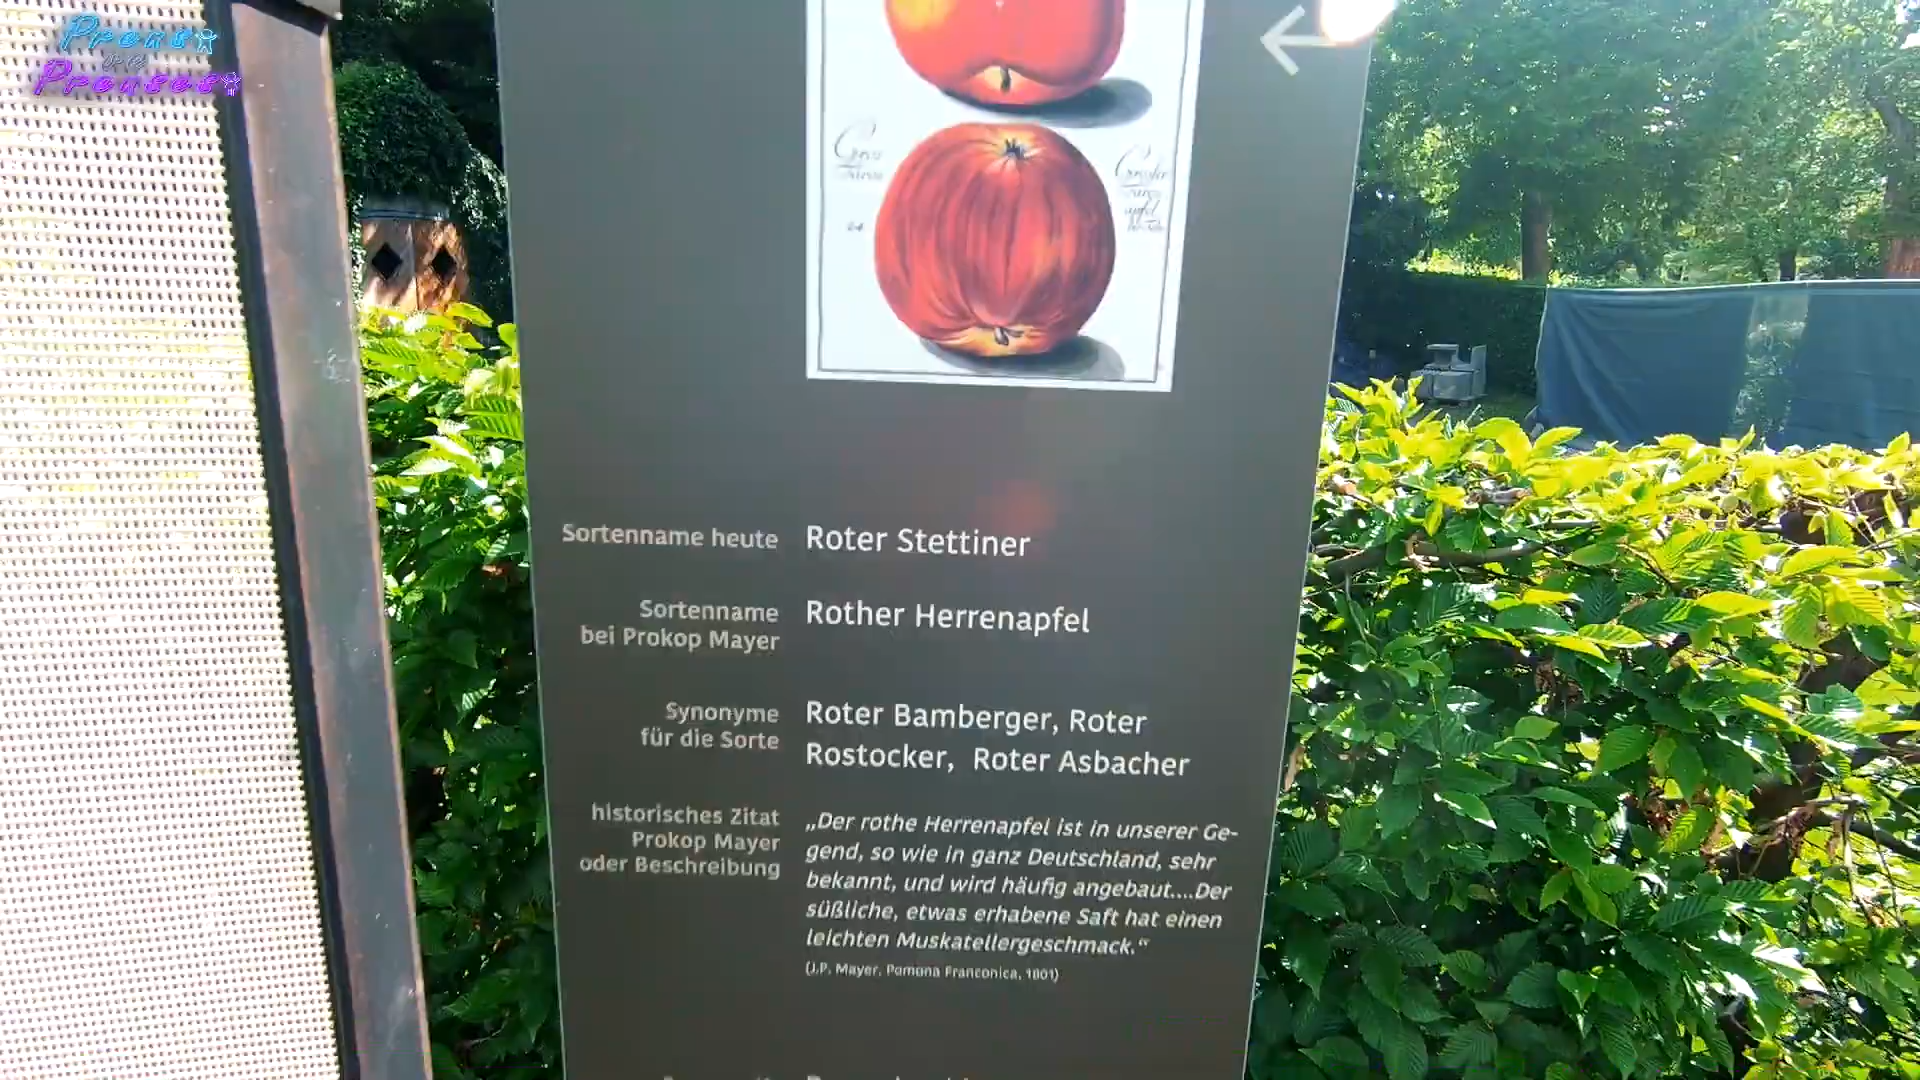 Prens
ve
Prenses
Sortenname heute
Roter Stettiner
Sortenname
bei Prokop Mayer
Rother Herrenapfel
Synonyme
für die Sorte
Roter Bamberger, Roter
Rostocker, Roter Asbacher
historisches Zitat
Prokop Mayer
oder Beschreibung
„Der rothe Herrenapfel ist in unserer Ge-
gend, so wie in ganz Deutschland, sehr
bekannt, und wird häufig angebaut....Der
süßliche, etwas erhabene Saft hat einen
leichten Muskatellergeschmack.“
(J.P. Mayer, Pomona Franconica, 1801)